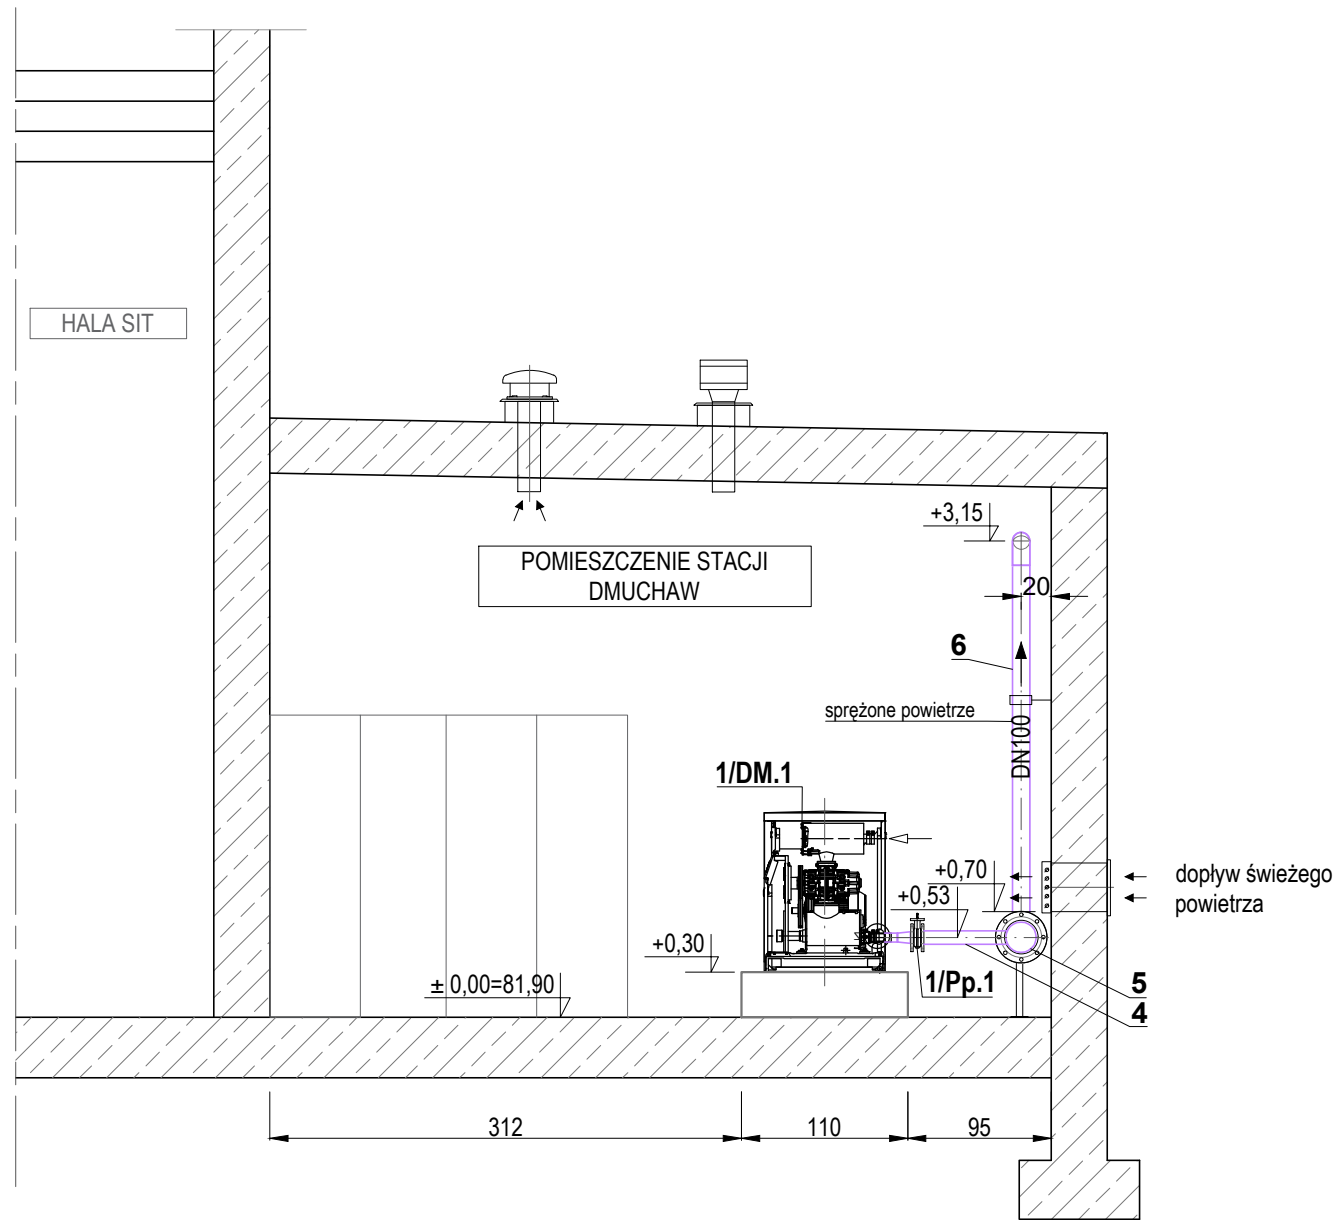 HALA SIT
+3,15
POMIESZCZENIE STACJI
DMUCHAW
20
6
sprężone powietrze
DN100
1/DM.1
+0,70
+0,53
dopływ świeżego
powietrza
+0,30
± 0,00=81,90
1/Pp.1
5
4
312
110
95